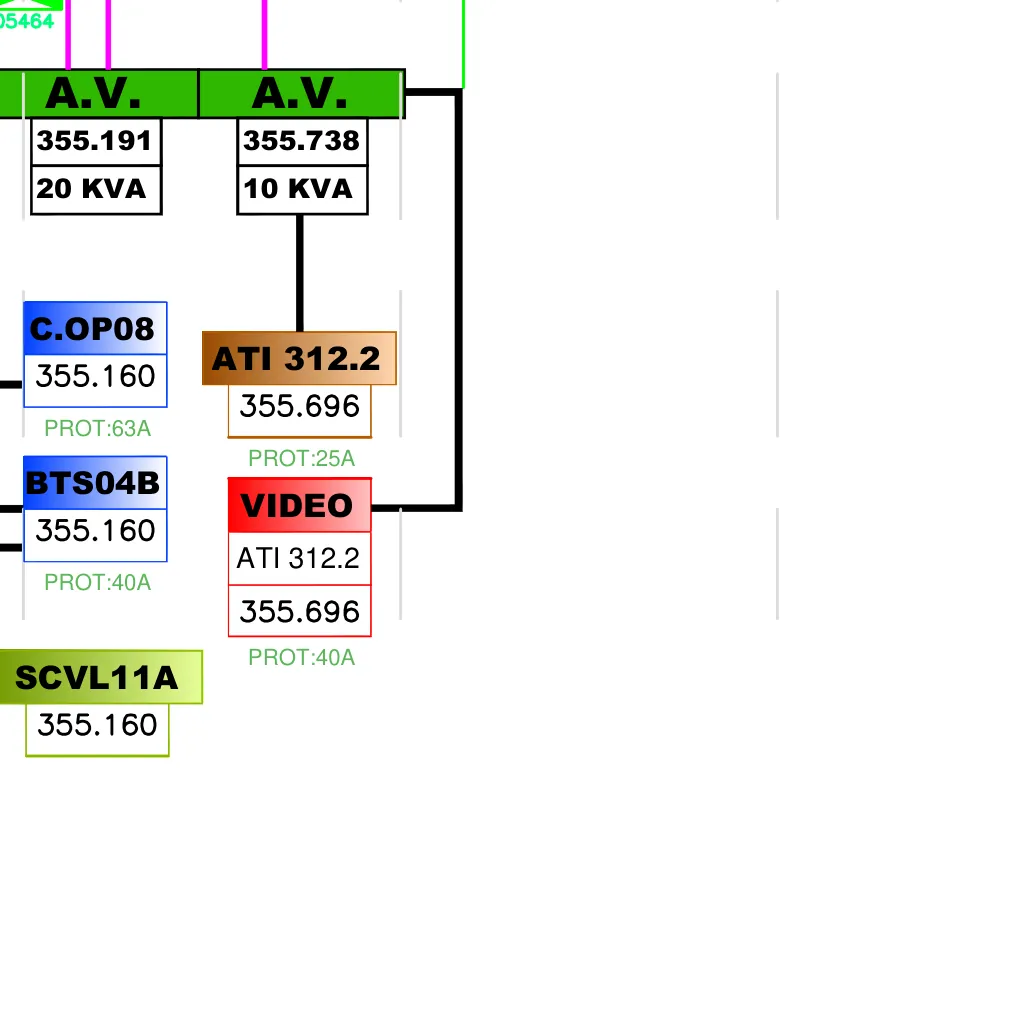 05464
A.V.
A.V.
355.191
355.738
20 KVA
10 KVA
C.OP08
355.160
PROT:63A
ATI 312.2
355.696
PROT:25A
BTS04B
355.160
PROT:40A
VIDEO
ATI 312.2
355.696
PROT:40A
SCVL11A
355.160